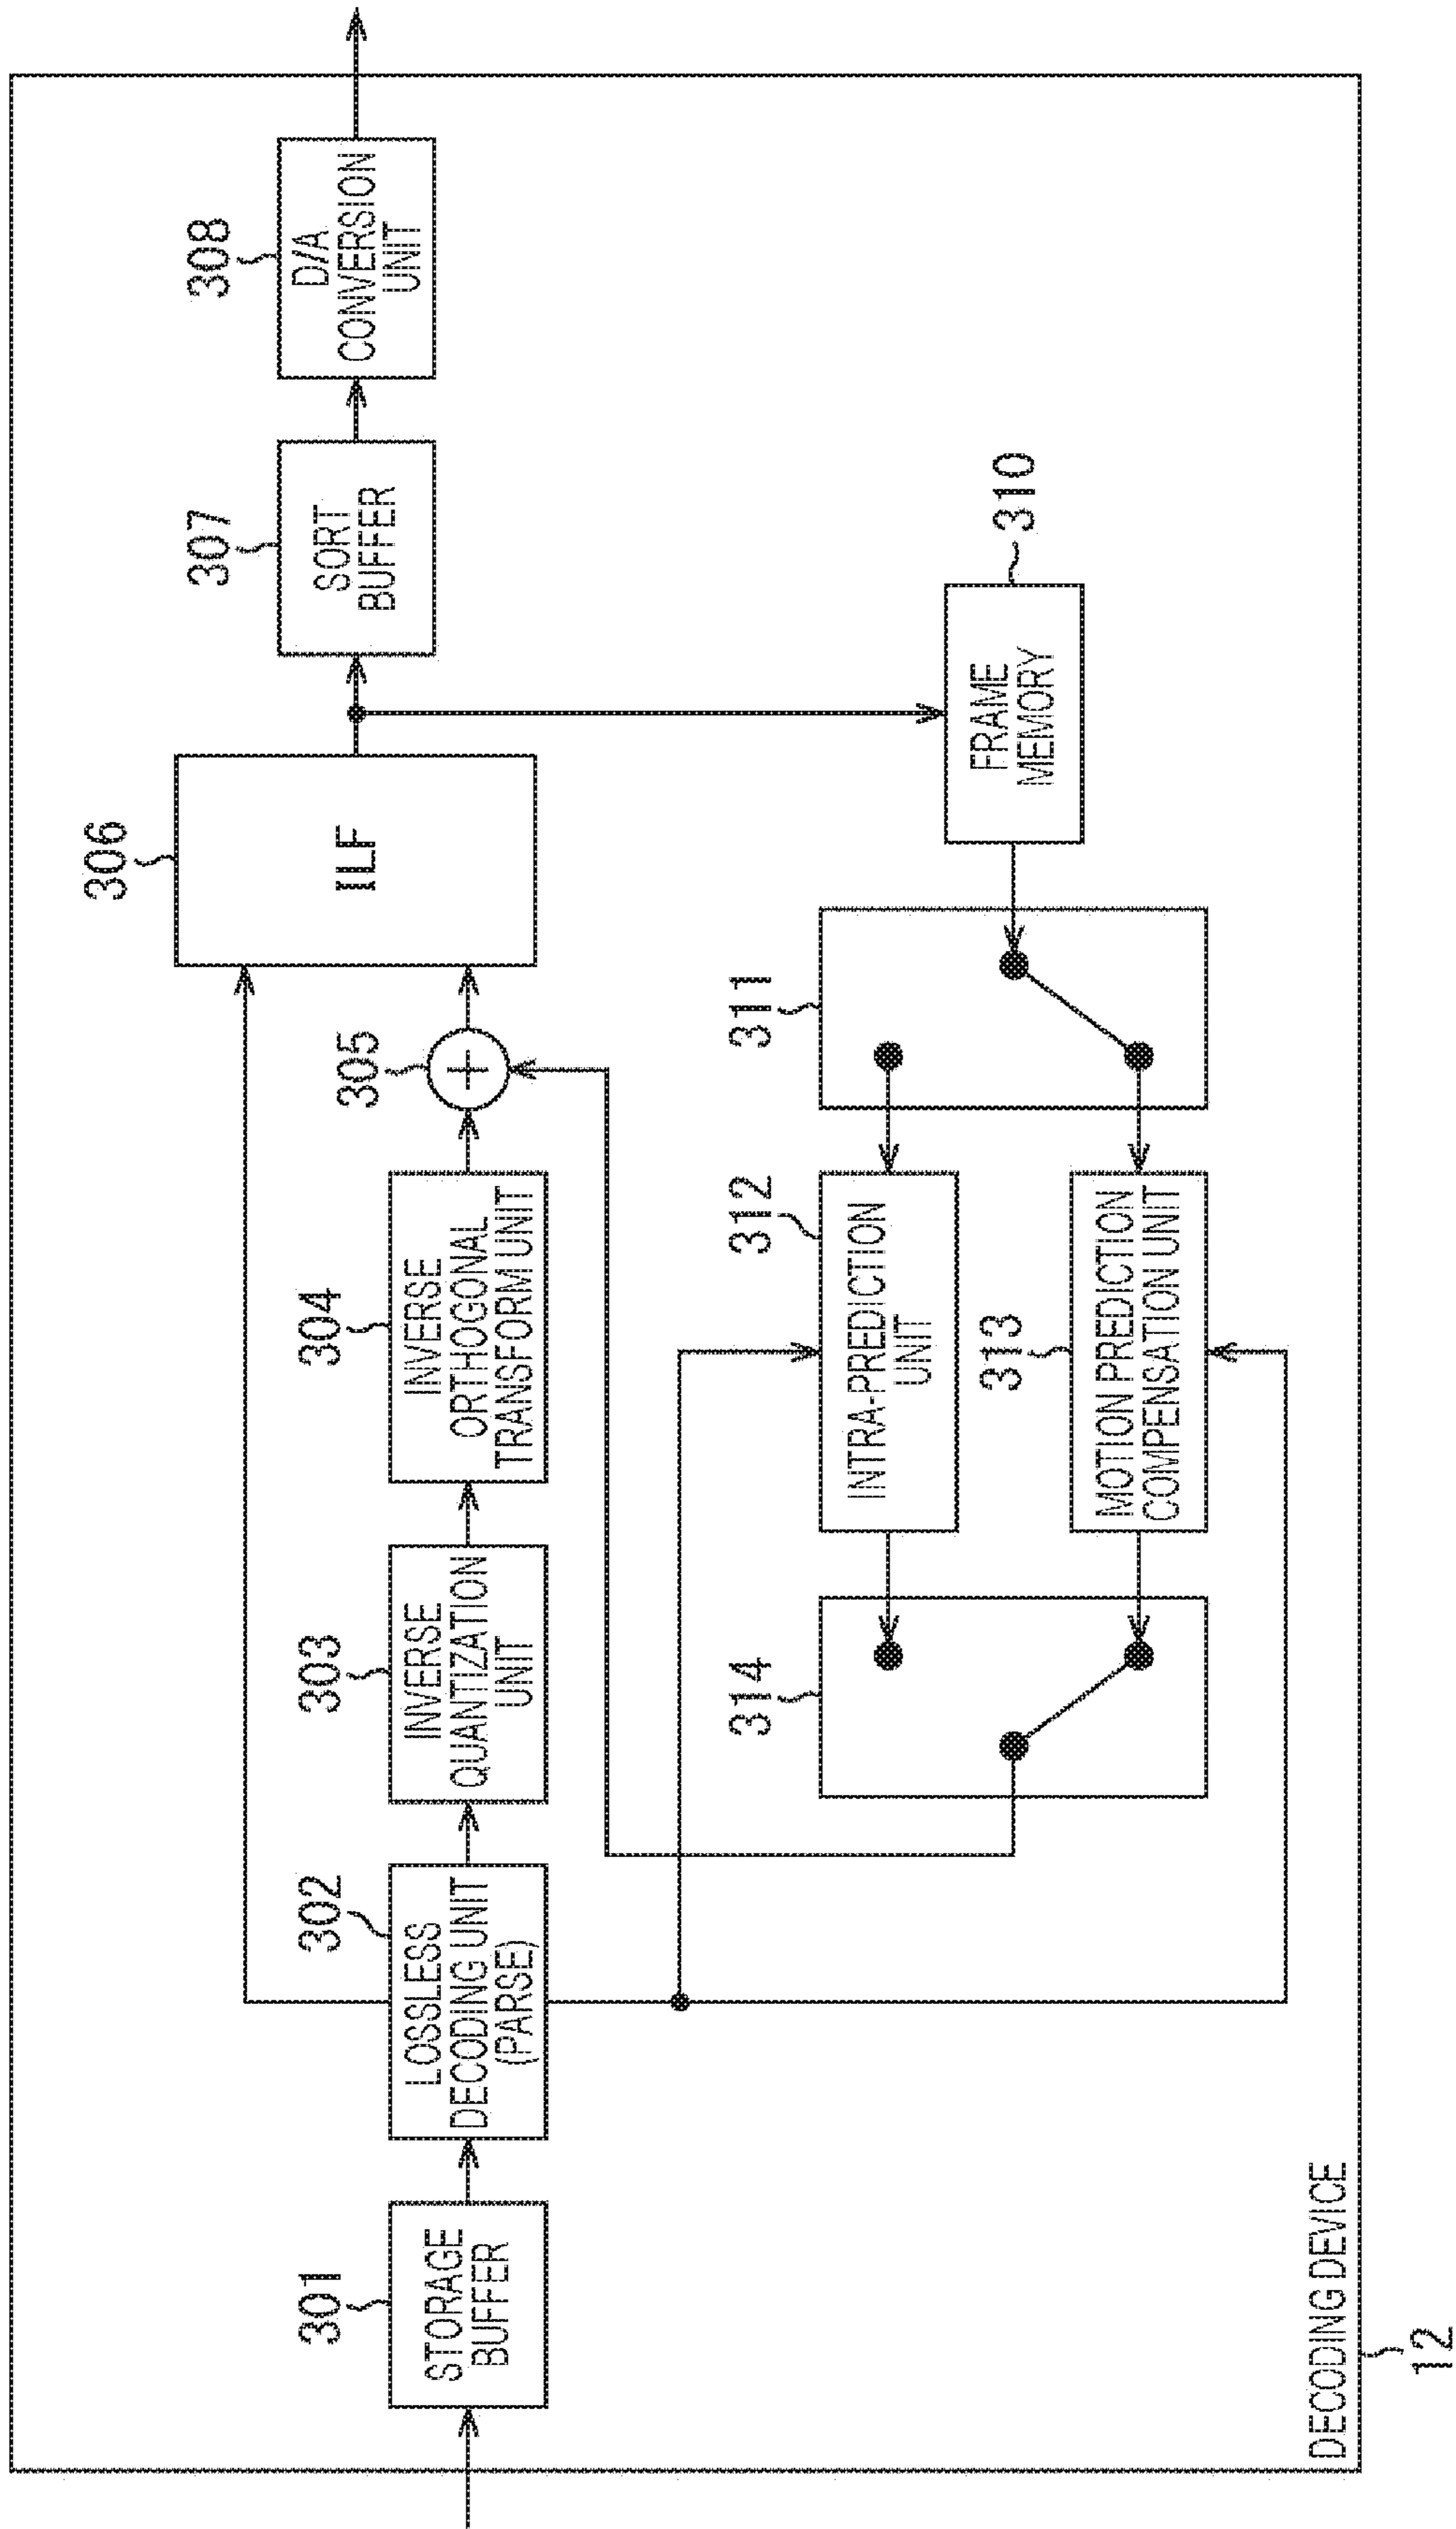 306
ILF
307
SORT
BUFFER
308
D/A
CONVERSION
UNIT
301
STORAGE
BUFFER
302
LOSSLESS
DECODING UNIT
(PARSE)
303
INVERSE
QUANTIZATION
UNIT
304
INVERSE
ORTHOGONAL
TRANSFORM UNIT
305
+
314
312
INTRA-PREDICTION
UNIT
313
MOTION PREDICTION
COMPENSATION UNIT
311
310
FRAME
MEMORY
DECODING DEVICE
12